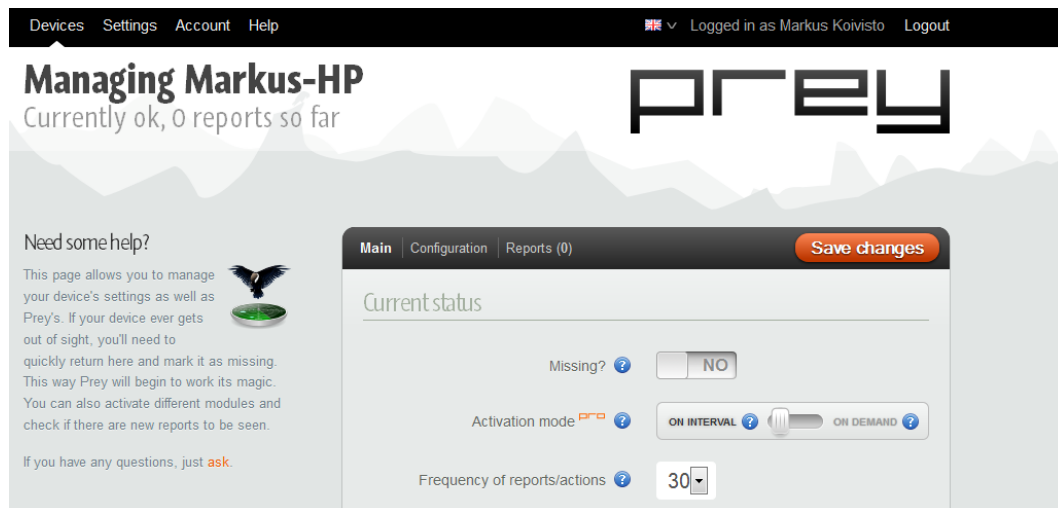 Devices Settings Account Help Logged in as Markus Koivisto Logout
Managing Markus-HP
Currently ok, 0 reports so far
prey
Need some help?
This page allows you to manage
your device's settings as well as
Prey's. If your device ever gets
out of sight, you'll need to
quickly return here and mark it as missing.
This way Prey will begin to work its magic.
You can also activate different modules and
check if there are new reports to be seen.
If you have any questions, just ask.
Main Configuration Reports (0) Save changes
Current status
Missing? ? NO
Activation mode pro ? ON INTERVAL ? ON DEMAND ?
Frequency of reports/actions ? 30